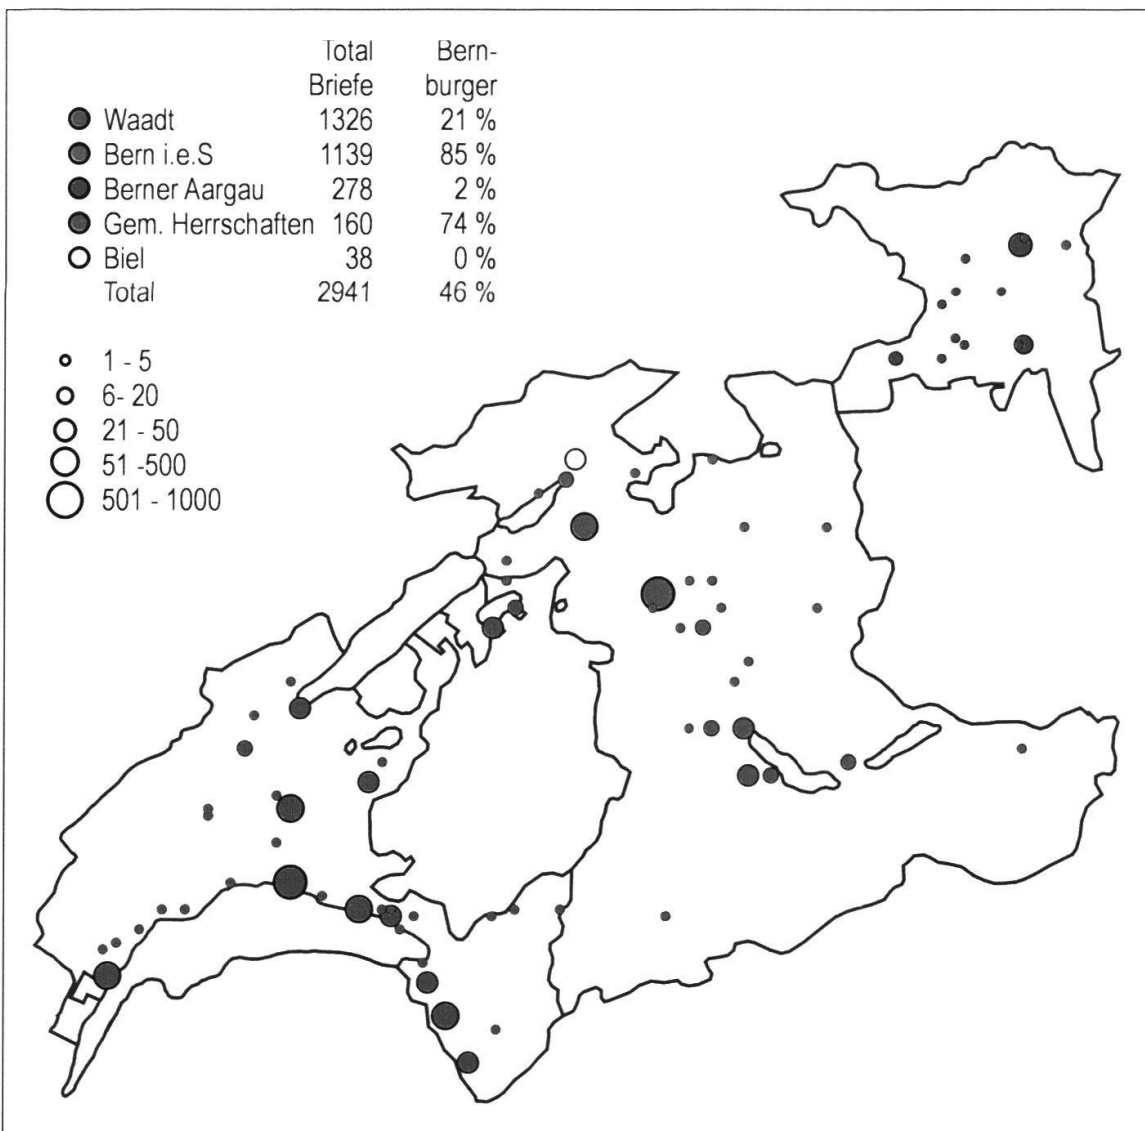 Total Bern-
Briefe burger
Waadt 1326 21 %
Bern i.e.S 1139 85 %
Berner Aargau 278 2 %
Gem. Herrschaften 160 74 %
Biel 38 0 %
Total 2941 46 %
1 - 5
6- 20
21 - 50
51 -500
501 - 1000